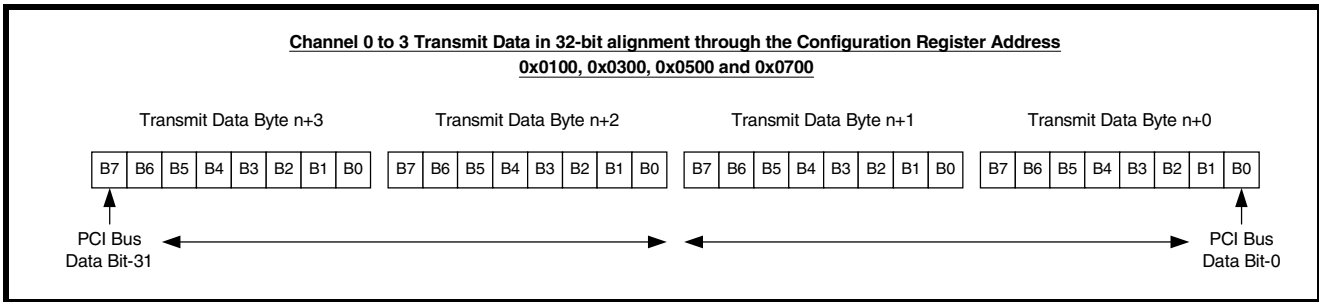 Channel 0 to 3 Transmit Data in 32-bit alignment through the Configuration Register Address
0x0100, 0x0300, 0x0500 and 0x0700
Transmit Data Byte n+3 Transmit Data Byte n+2 Transmit Data Byte n+1 Transmit Data Byte n+0
B7 B6 B5 B4 B3 B2 B1 B0 B7 B6 B5 B4 B3 B2 B1 B0 B7 B6 B5 B4 B3 B2 B1 B0 B7 B6 B5 B4 B3 B2 B1 B0
PCI Bus PCI Bus
Data Bit-31 Data Bit-0